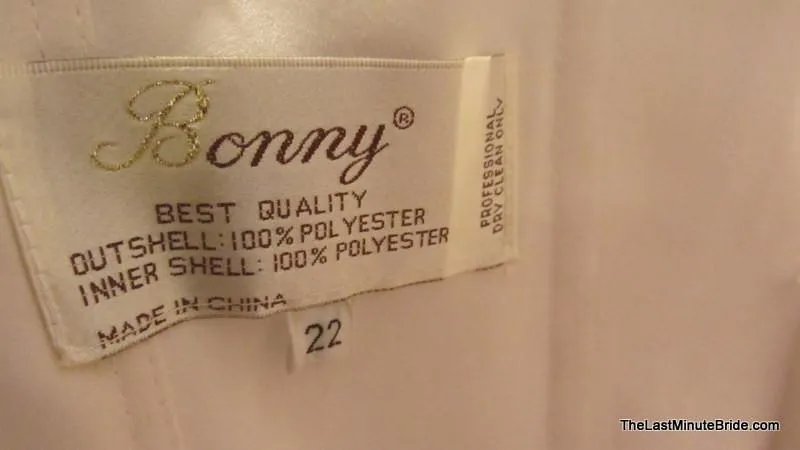 Bonny®
BEST QUALITY
OUTSHELL:100% POLYESTER
INNER SHELL: 100% POLYESTER
MADE IN CHINA
PROFESSIONAL
DRY CLEAN ONLY
22
TheLastMinuteBride.com